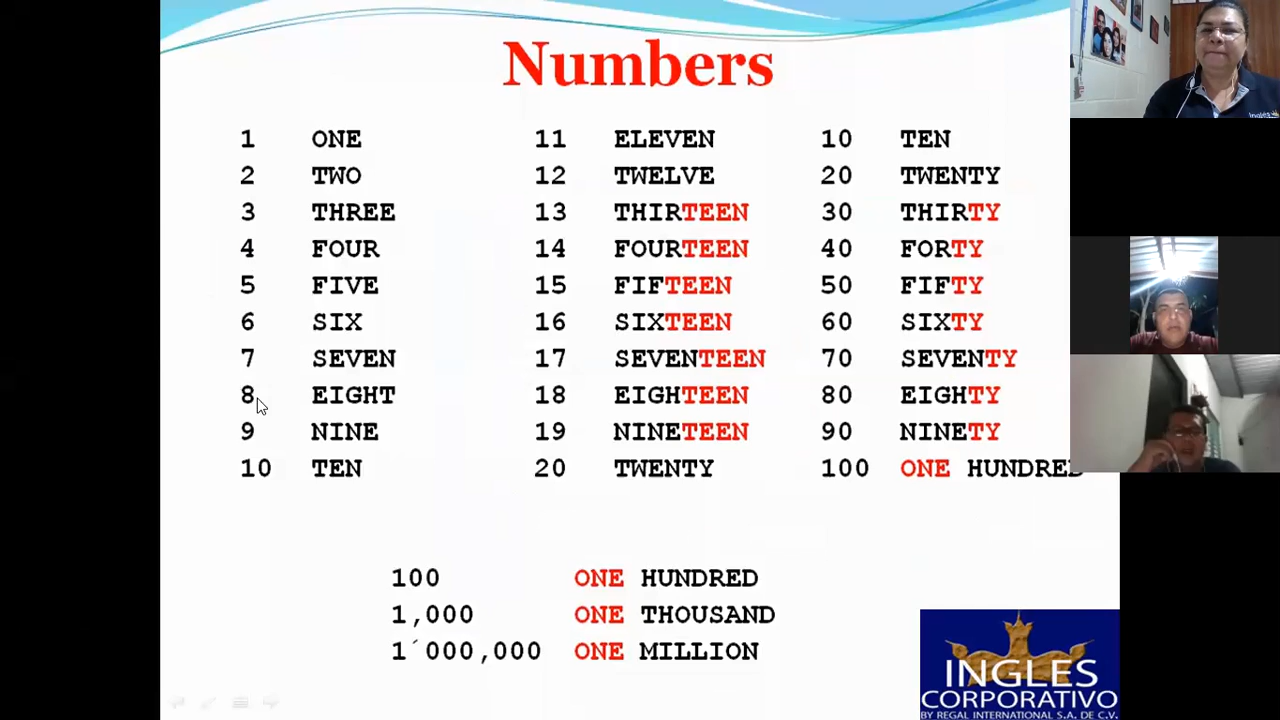 Numbers
1 ONE 11 ELEVEN 10 TEN
2 TWO 12 TWELVE 20 TWENTY
3 THREE 13 THIRTEEN 30 THIRTY
4 FOUR 14 FOURTEEN 40 FORTY
5 FIVE 15 FIFTEEN 50 FIFTY
6 SIX 16 SIXTEEN 60 SIXTY
7 SEVEN 17 SEVENTEEN 70 SEVENTY
8 EIGHT 18 EIGHTEEN 80 EIGHTY
9 NINE 19 NINETEEN 90 NINETY
10 TEN 20 TWENTY 100 ONE HUNDRED
100 ONE HUNDRED
1,000 ONE THOUSAND
1´000,000 ONE MILLION
INGLES
CORPORATIVO
BY REGAL INTERNATIONAL S.A. DE C.V.